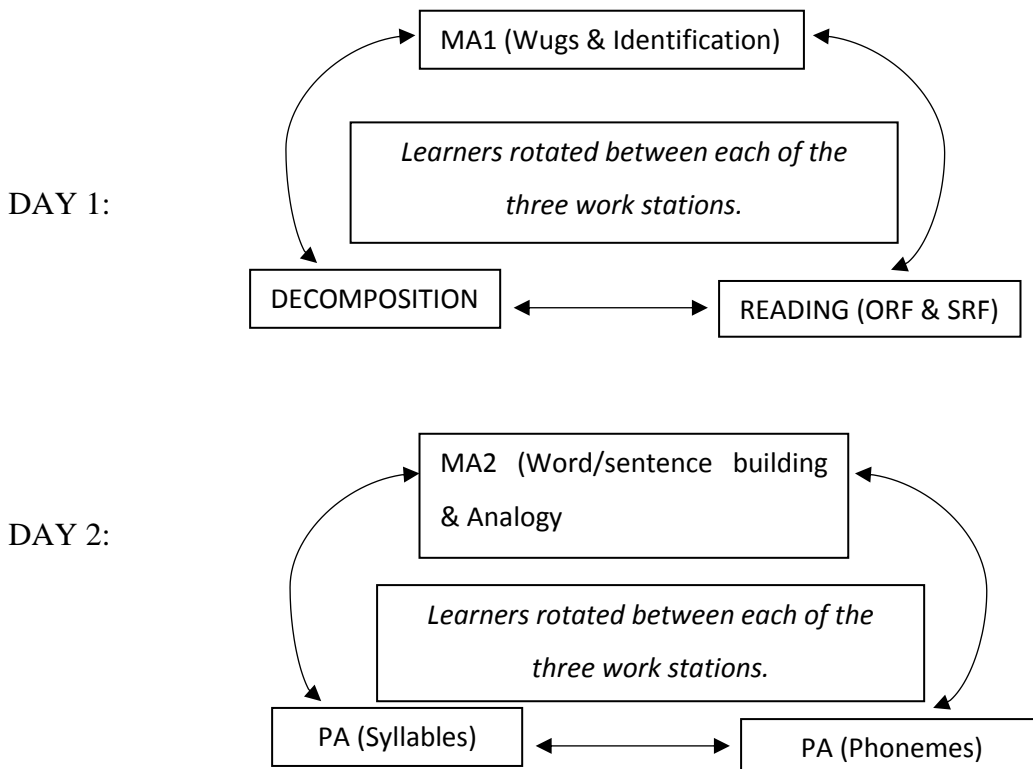 MA1 (Wugs & Identification)
Learners rotated between each of the
three work stations.
DAY 1:
DECOMPOSITION
READING (ORF & SRF)
MA2 (Word/sentence building
& Analogy
DAY 2:
Learners rotated between each of the
three work stations.
PA (Syllables)
PA (Phonemes)